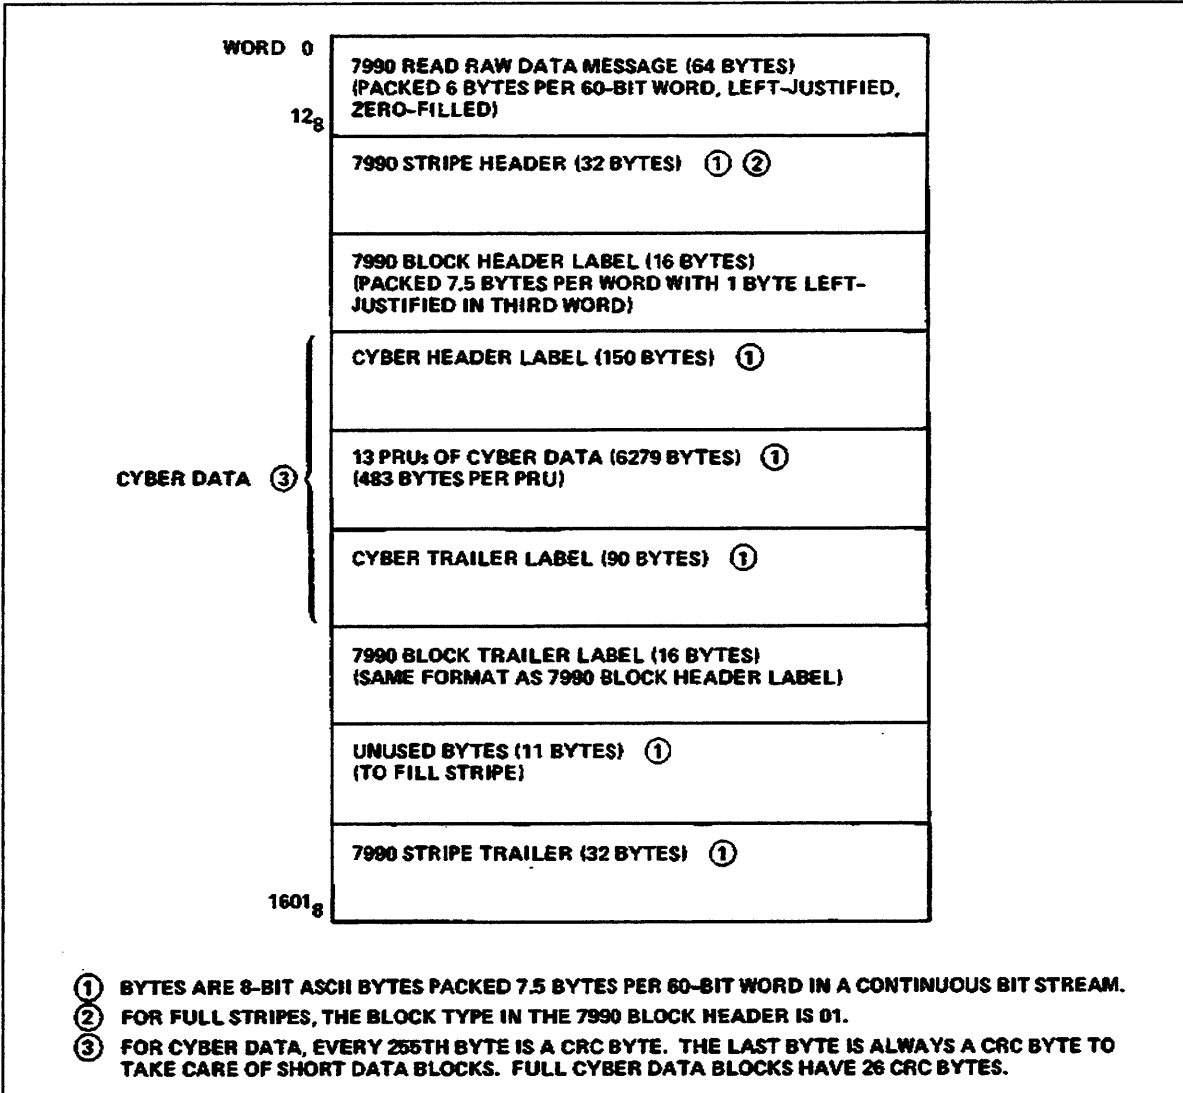 WORD 0
7990 READ RAW DATA MESSAGE (64 BYTES)
(PACKED 6 BYTES PER 60-BIT WORD, LEFT-JUSTIFIED,
ZERO-FILLED)
12₈
7990 STRIPE HEADER (32 BYTES) ① ②
7990 BLOCK HEADER LABEL (16 BYTES)
(PACKED 7.5 BYTES PER WORD WITH 1 BYTE LEFT-
JUSTIFIED IN THIRD WORD)
CYBER HEADER LABEL (150 BYTES) ①
13 PRUs OF CYBER DATA (6279 BYTES) ①
(483 BYTES PER PRU)
CYBER DATA ③
CYBER TRAILER LABEL (90 BYTES) ①
7990 BLOCK TRAILER LABEL (16 BYTES)
(SAME FORMAT AS 7990 BLOCK HEADER LABEL)
UNUSED BYTES (11 BYTES) ①
(TO FILL STRIPE)
7990 STRIPE TRAILER (32 BYTES) ①
1601₈
① BYTES ARE 8-BIT ASCII BYTES PACKED 7.5 BYTES PER 60-BIT WORD IN A CONTINUOUS BIT STREAM.
② FOR FULL STRIPES, THE BLOCK TYPE IN THE 7990 BLOCK HEADER IS 01.
③ FOR CYBER DATA, EVERY 255TH BYTE IS A CRC BYTE. THE LAST BYTE IS ALWAYS A CRC BYTE TO
TAKE CARE OF SHORT DATA BLOCKS. FULL CYBER DATA BLOCKS HAVE 26 CRC BYTES.